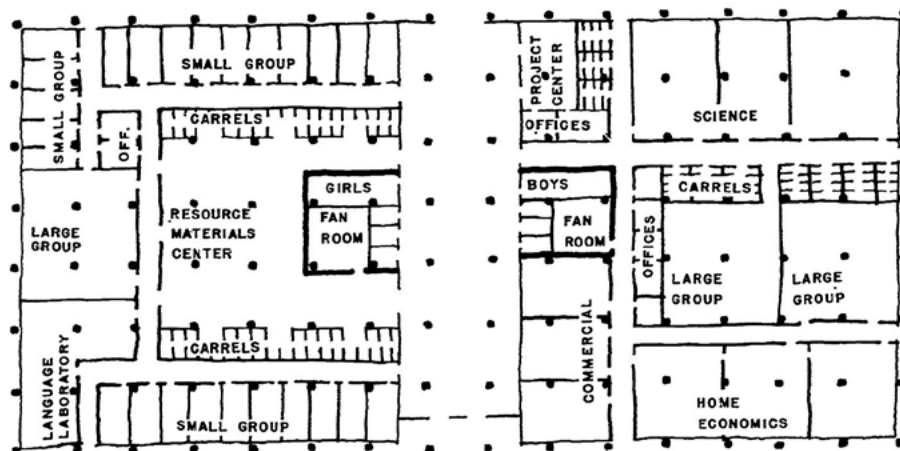 SMALL GROUP
SMALL GROUP
T OFF.
CARRELS
GIRLS
FAN
ROOM
RESOURCE
MATERIALS
CENTER
LARGE
GROUP
CARRELS
LANGUAGE
LABORATORY
SMALL GROUP
PROJECT
CENTER
OFFICES
SCIENCE
BOYS
FAN
ROOM
CARRELS
T OFFICES
LARGE
GROUP
LARGE
GROUP
COMMERCIAL
HOME
ECONOMICS